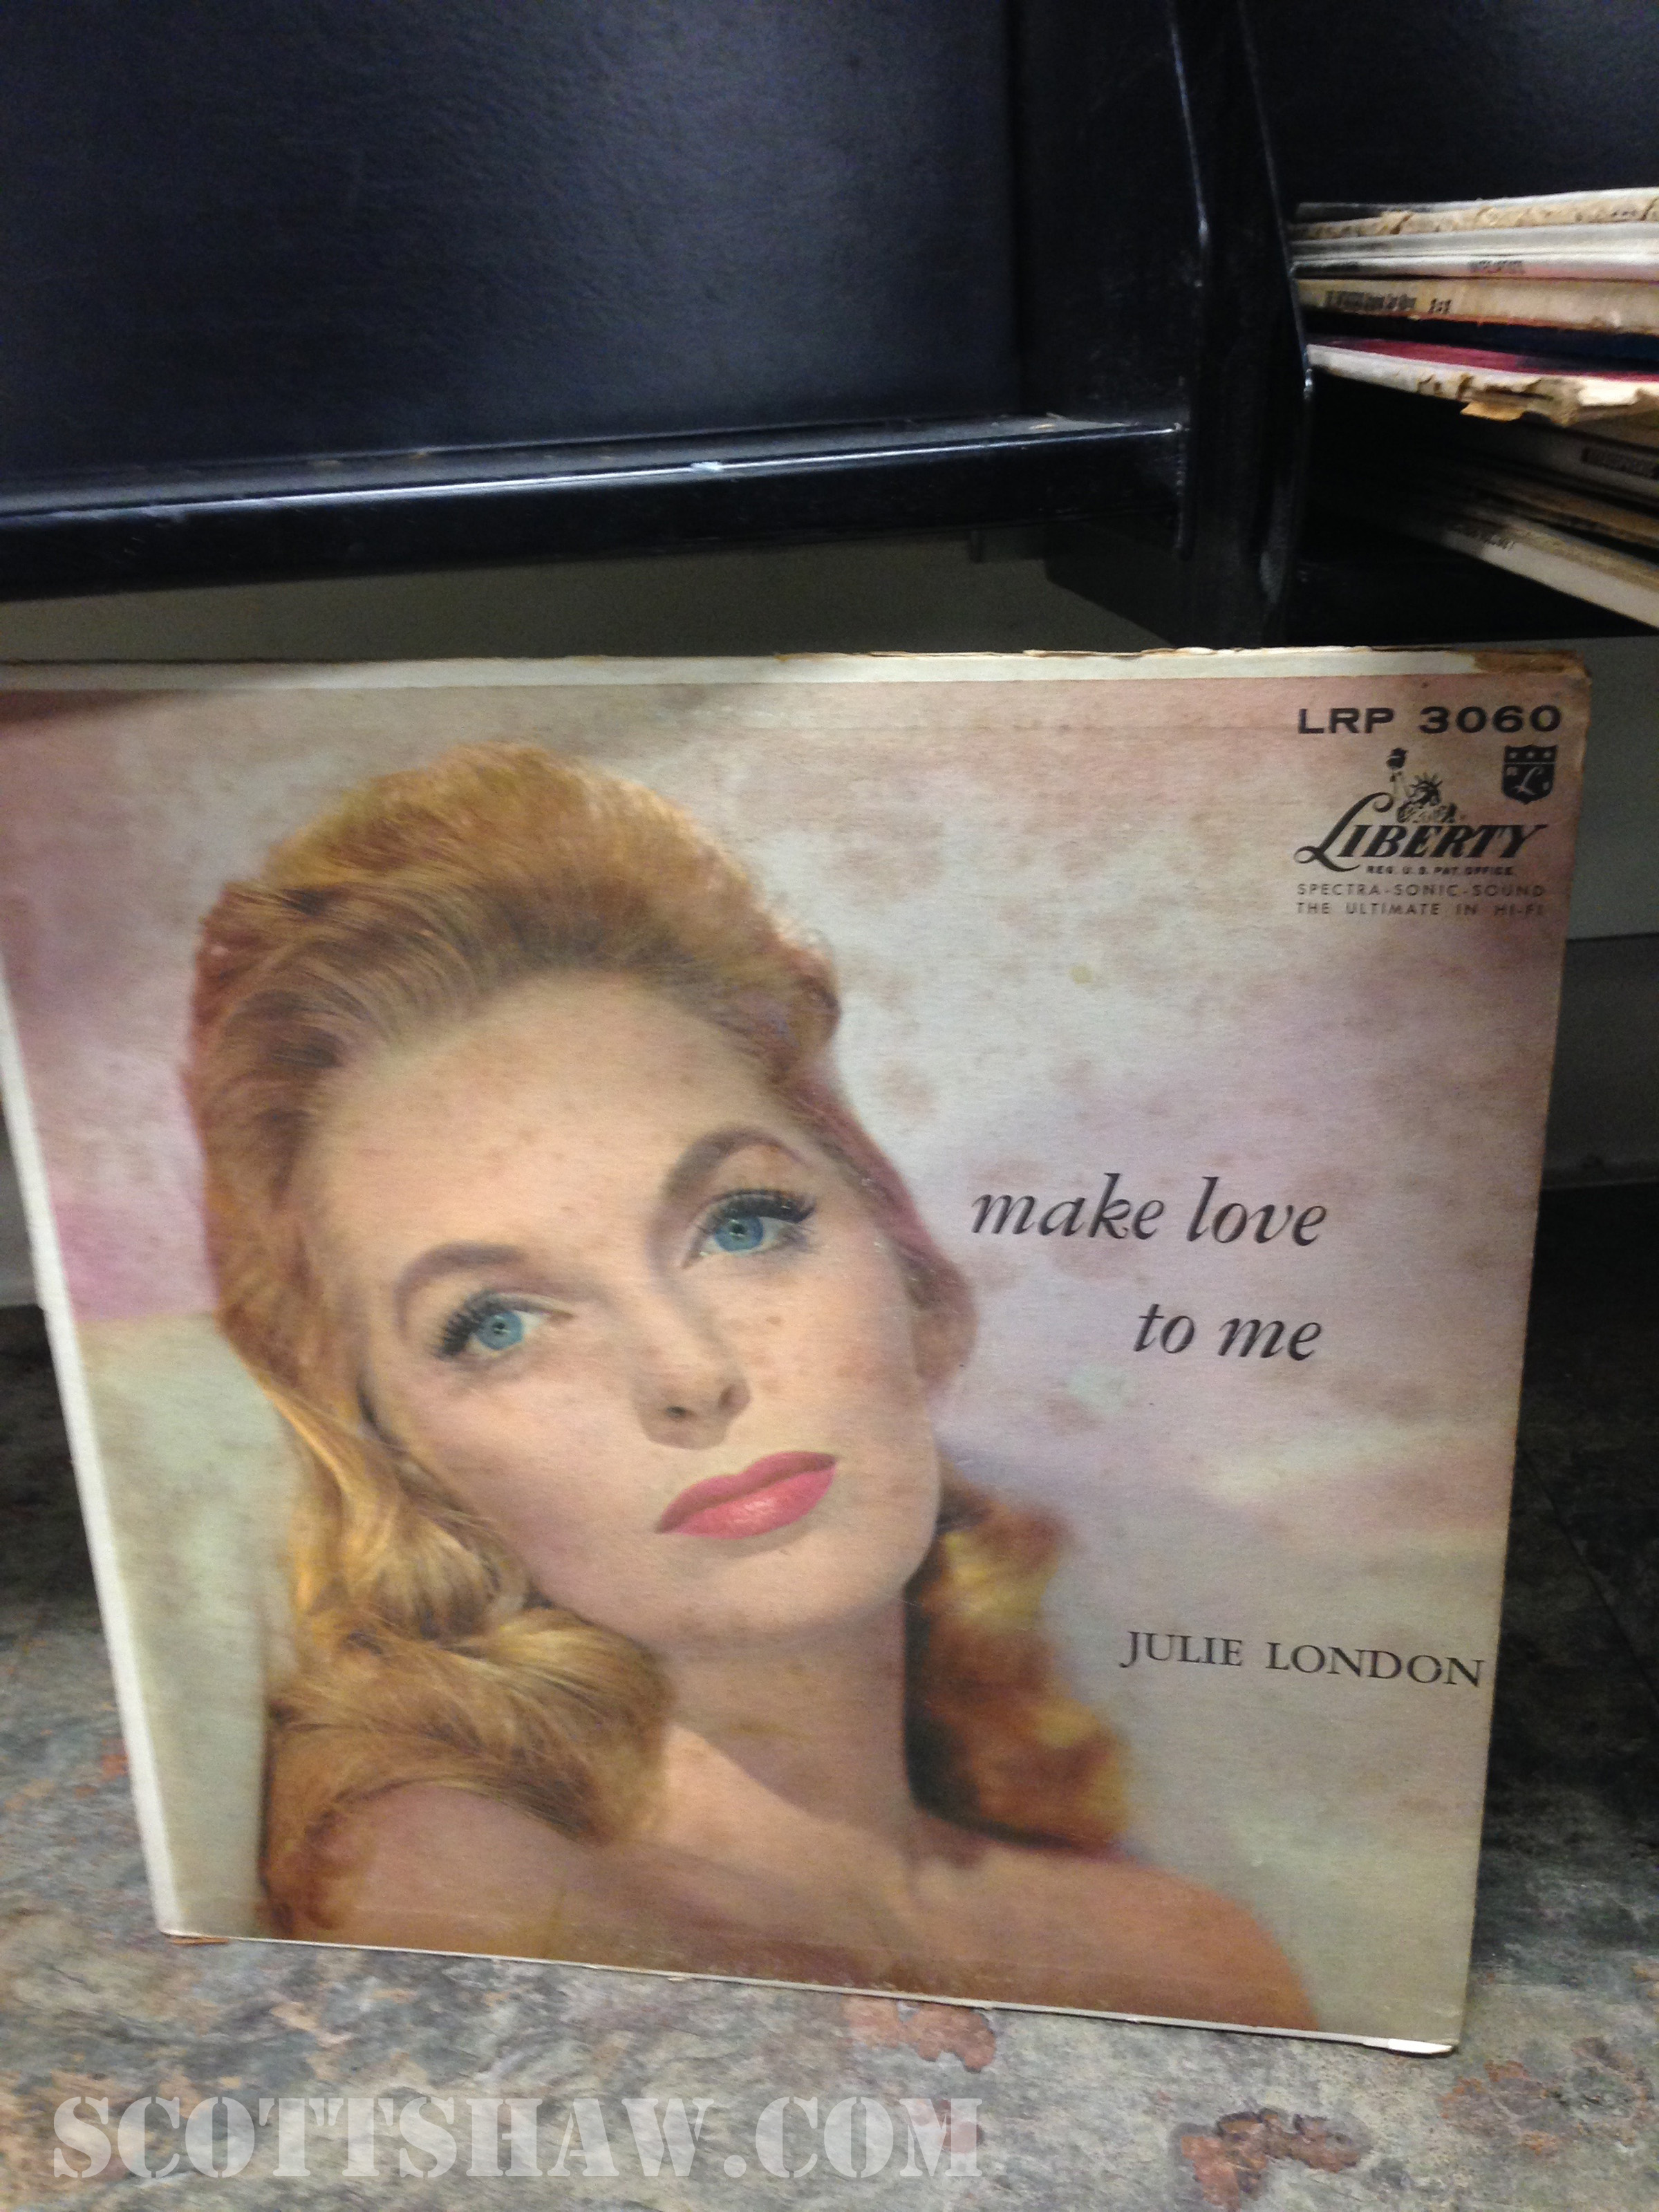 LRP 3060
LIBERTY
REG. U.S. PAT. OFFICE
SPECTRA-SONIC-SOUND
THE ULTIMATE IN HI-FI
make love
to me
JULIE LONDON
SCOTTSHAW.COM